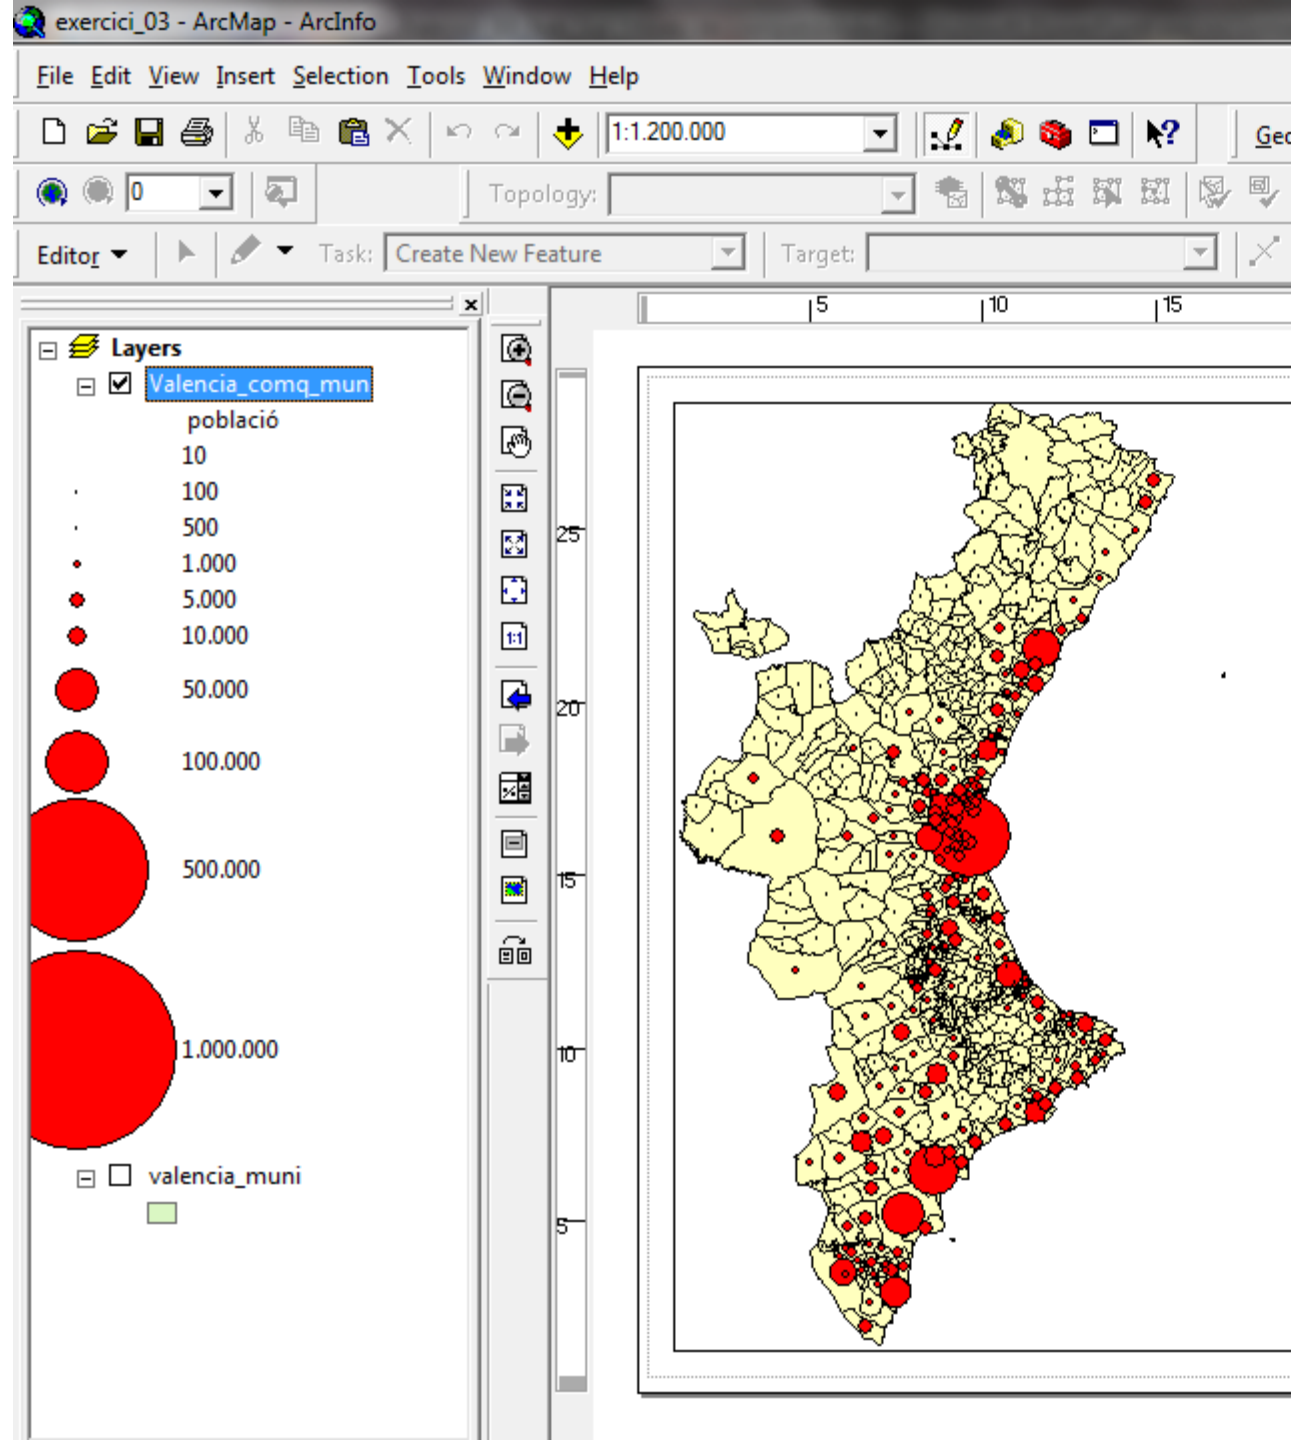 exercici_03 - ArcMap - ArcInfo
File Edit View Insert Selection Tools Window Help
1:1.200.000
0
Topology:
Editor Task: Create New Feature Target:
5 10 15
Layers
Valencia_comq_mun
població
10
100
500
1.000
5.000
10.000
50.000
100.000
500.000
1.000.000
valencia_muni
1:1
25
20
15
10
5